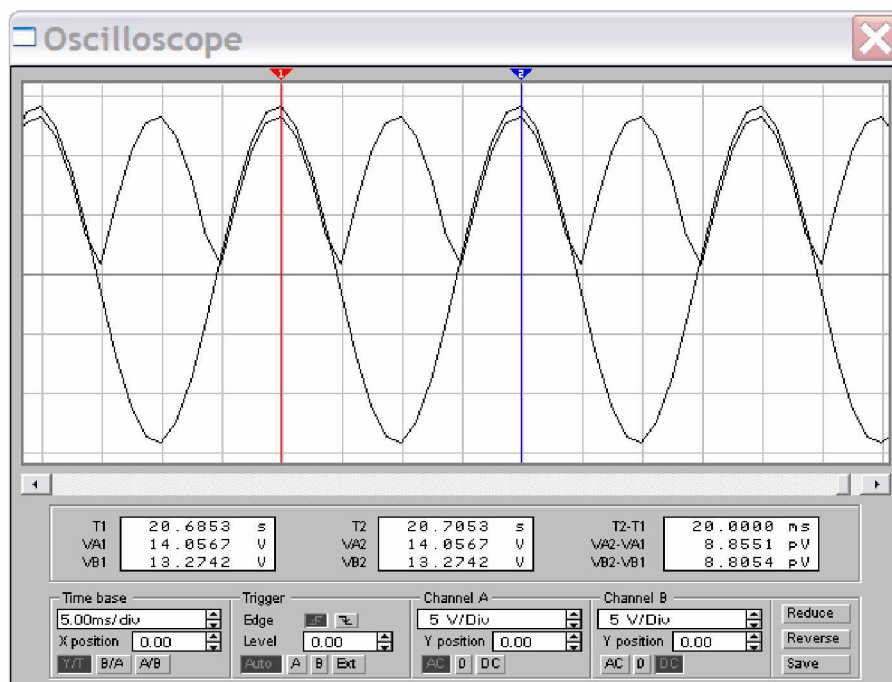 Oscilloscope
1 2
T1 20.6853 s T2 20.7053 s T2-T1 20.0000 ms
VA1 14.0567 V VA2 14.0567 V VA2-VA1 8.8551 pV
VB1 13.2742 V VB2 13.2742 V VB2-VB1 8.8054 pV
Time base Trigger Channel A Channel B
5.00ms/div Edge 5 V/Div 5 V/Div Reduce
X position 0.00 Level 0.00 Y position 0.00 Y position 0.00 Reverse
Y/T B/A A/B Auto A B Ext AC 0 DC AC 0 DC Save